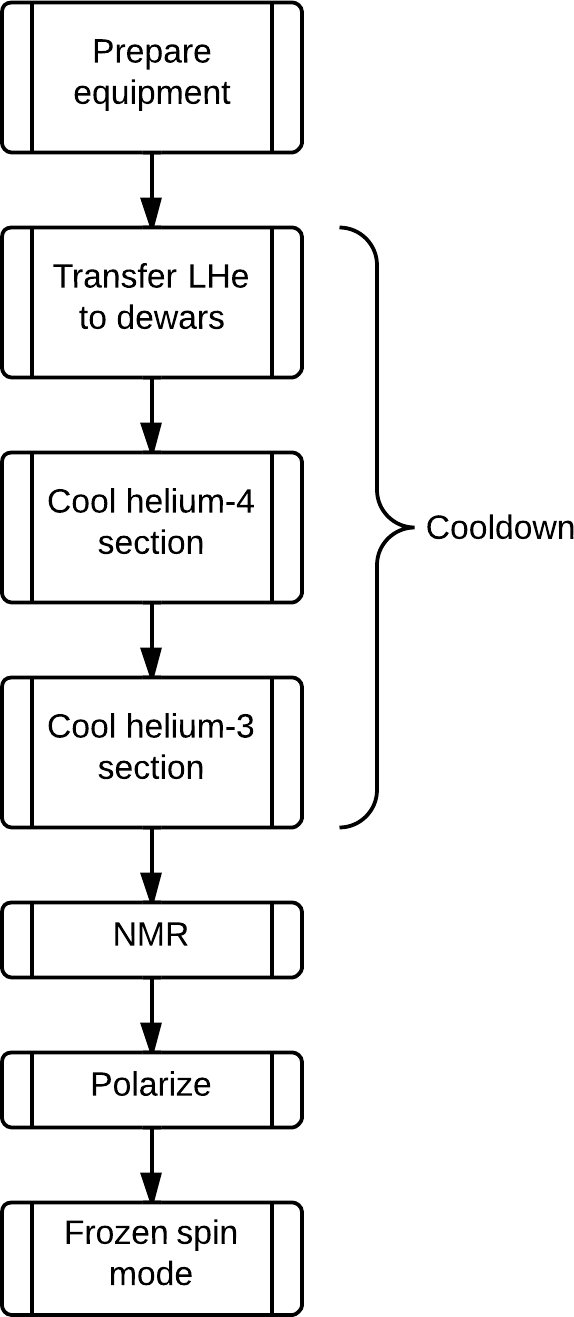 Prepare
equipment
Transfer LHe
to dewars
Cool helium-4
section
Cooldown
Cool helium-3
section
NMR
Polarize
Frozen spin
mode